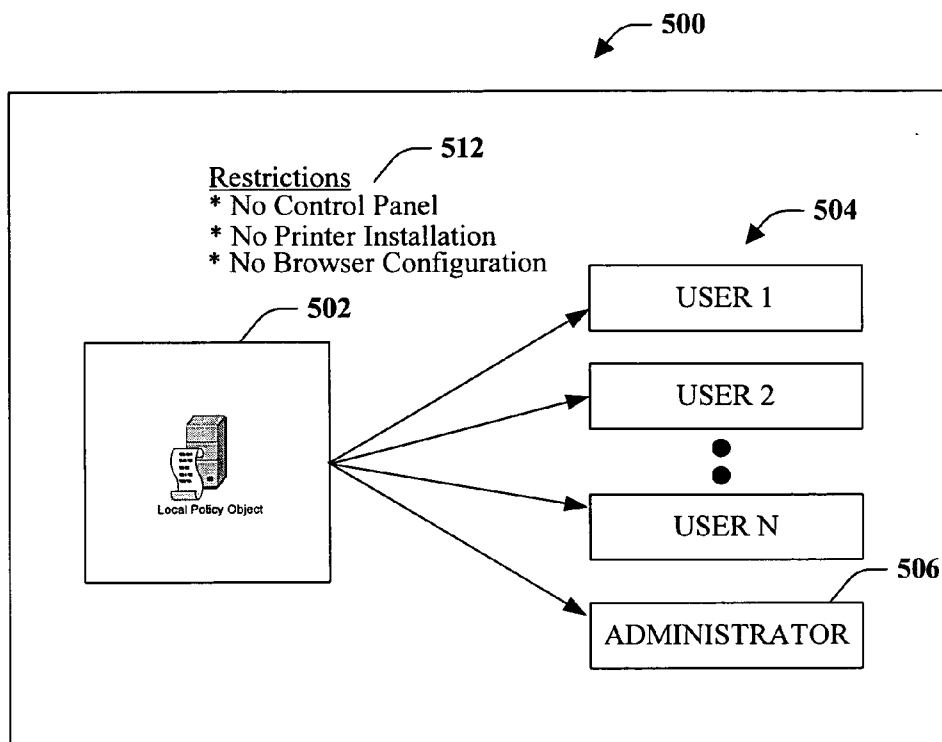 500
512
Restrictions
* No Control Panel
* No Printer Installation
* No Browser Configuration
504
502
USER 1
USER 2
Local Policy Object
USER N
506
ADMINISTRATOR